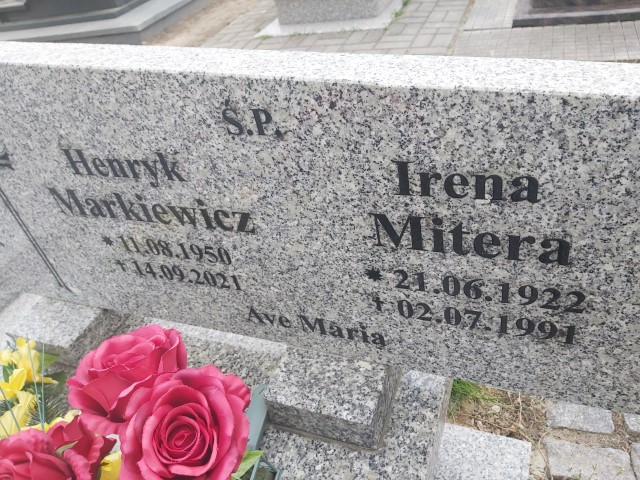 Ś.P.
Henryk
Markiewicz
* 11.08.1950
† 14.09.2021
Irena
Mitera
* 21.06.1922
† 02.07.1991
Ave Maria